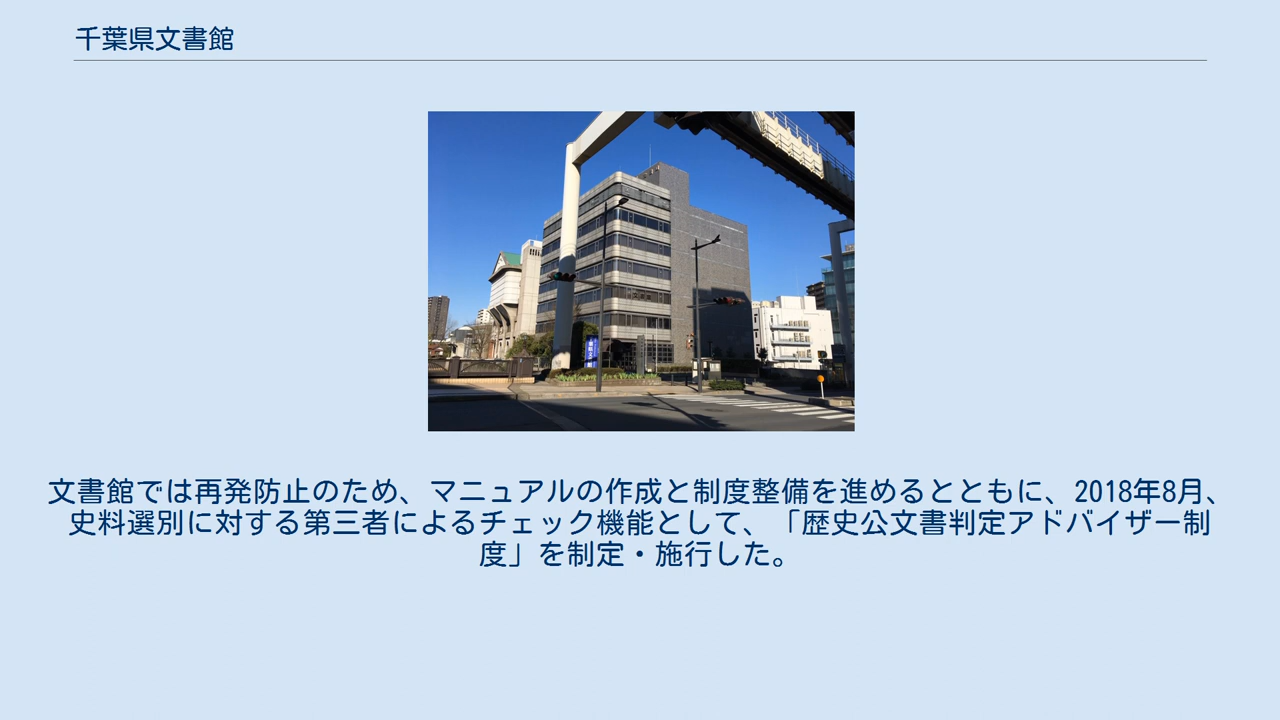 千葉県文書館
文書館では再発防止のため、マニュアルの作成と制度整備を進めるとともに、2018年8月、
史料選別に対する第三者によるチェック機能として、「歴史公文書判定アドバイザー制
度」を制定・施行した。